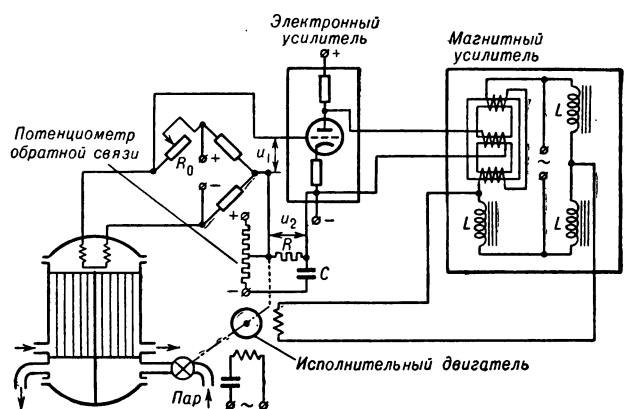 Электронный
усилитель
Магнитный
усилитель
Потенциометр
обратной связи
R₀
+
−
u₁
+
−
L
L
L
~
u₂
R
C
+
−
Исполнительный двигатель
Пар
~